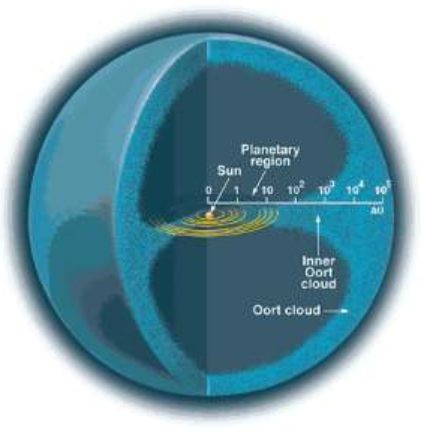 Planetary
region
Sun
0 1 10 10² 10³ 10⁴ 10⁵
AU
Inner
Oort
cloud
Oort cloud